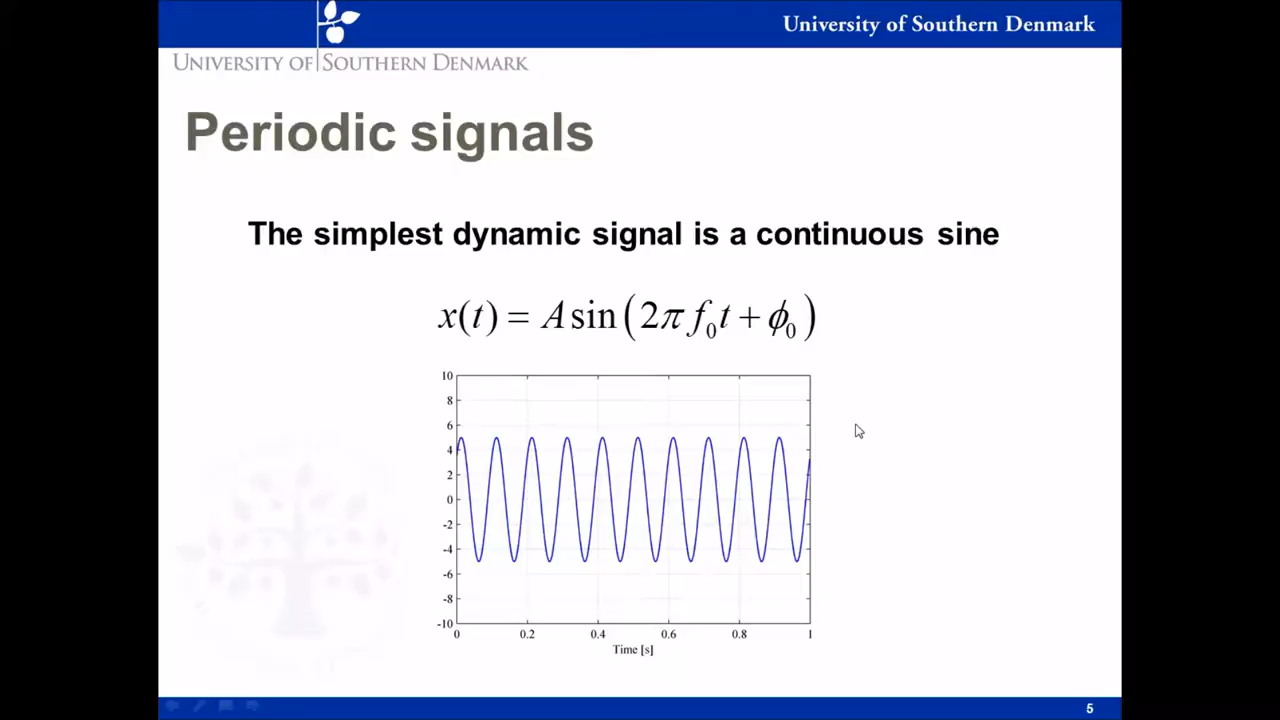 University of Southern Denmark
UNIVERSITY OF SOUTHERN DENMARK
Periodic signals
The simplest dynamic signal is a continuous sine
x(t) = A sin(2πf₀t + ϕ₀)
10
8
6
4
2
0
-2
-4
-6
-8
-10
0 0.2 0.4 0.6 0.8 1
Time [s]
5